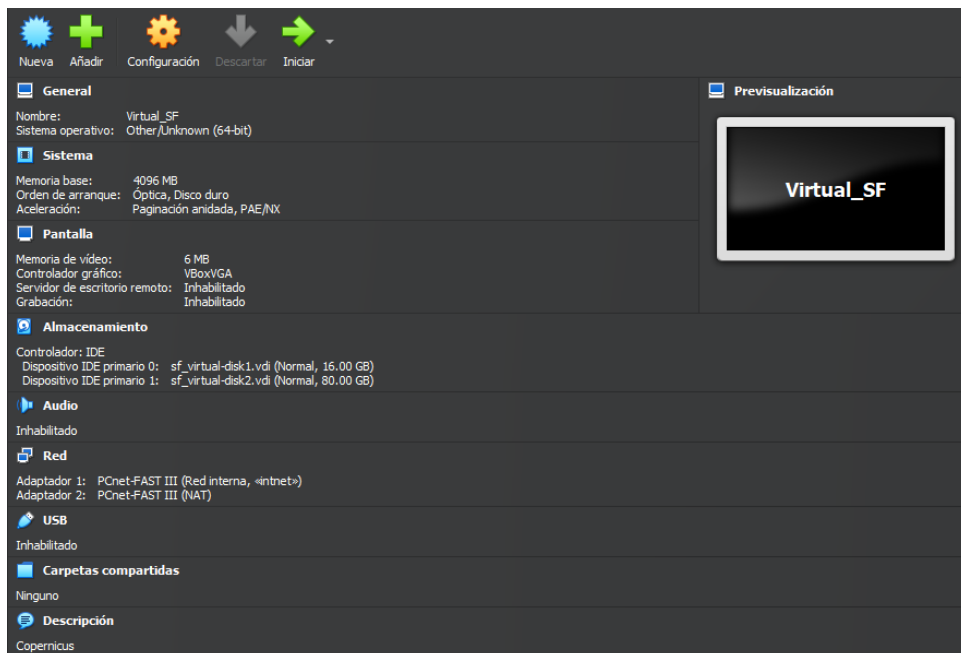 Nueva Añadir Configuración Descartar Iniciar
General
Nombre: Virtual_SF
Sistema operativo: Other/Unknown (64-bit)
Sistema
Memoria base: 4096 MB
Orden de arranque: Óptica, Disco duro
Aceleración: Paginación anidada, PAE/NX
Pantalla
Memoria de vídeo: 6 MB
Controlador gráfico: VBoxVGA
Servidor de escritorio remoto: Inhabilitado
Grabación: Inhabilitado
Previsualización
Virtual_SF
Almacenamiento
Controlador: IDE
Dispositivo IDE primario 0: sf_virtual-disk1.vdi (Normal, 16.00 GB)
Dispositivo IDE primario 1: sf_virtual-disk2.vdi (Normal, 80.00 GB)
Audio
Inhabilitado
Red
Adaptador 1: PCnet-FAST III (Red interna, «intnet»)
Adaptador 2: PCnet-FAST III (NAT)
USB
Inhabilitado
Carpetas compartidas
Ninguno
Descripción
Copernicus